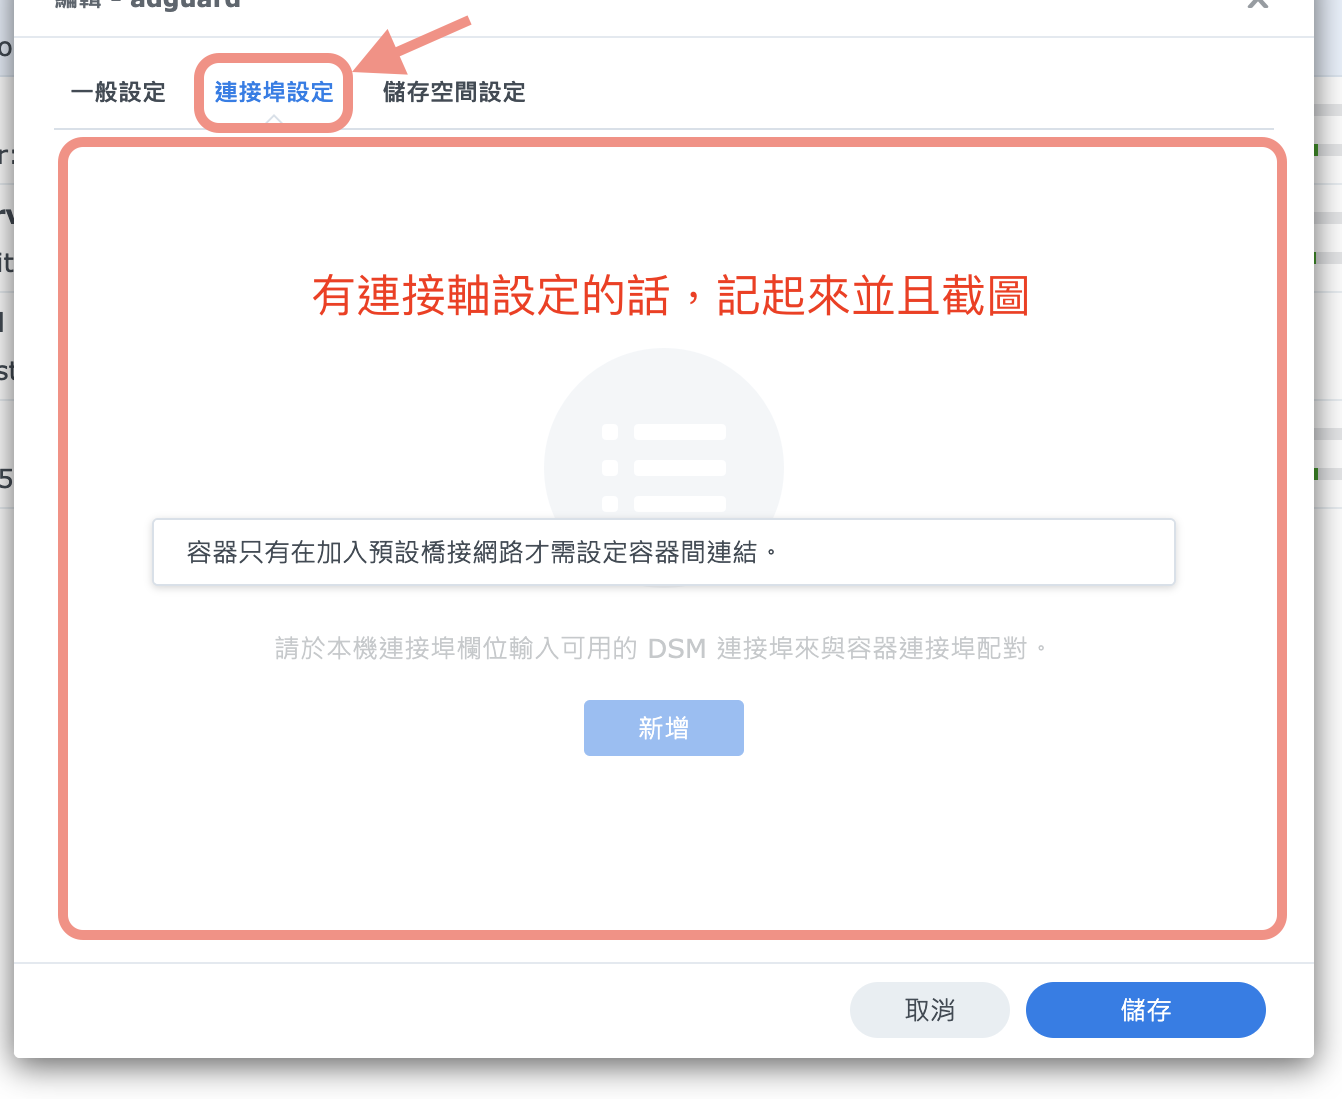 編輯 - adguard
一般設定
連接埠設定
儲存空間設定
有連接軸設定的話，記起來並且截圖
容器只有在加入預設橋接網路才需設定容器間連結。
請於本機連接埠欄位輸入可用的 DSM 連接埠來與容器連接埠配對。
新增
取消
儲存